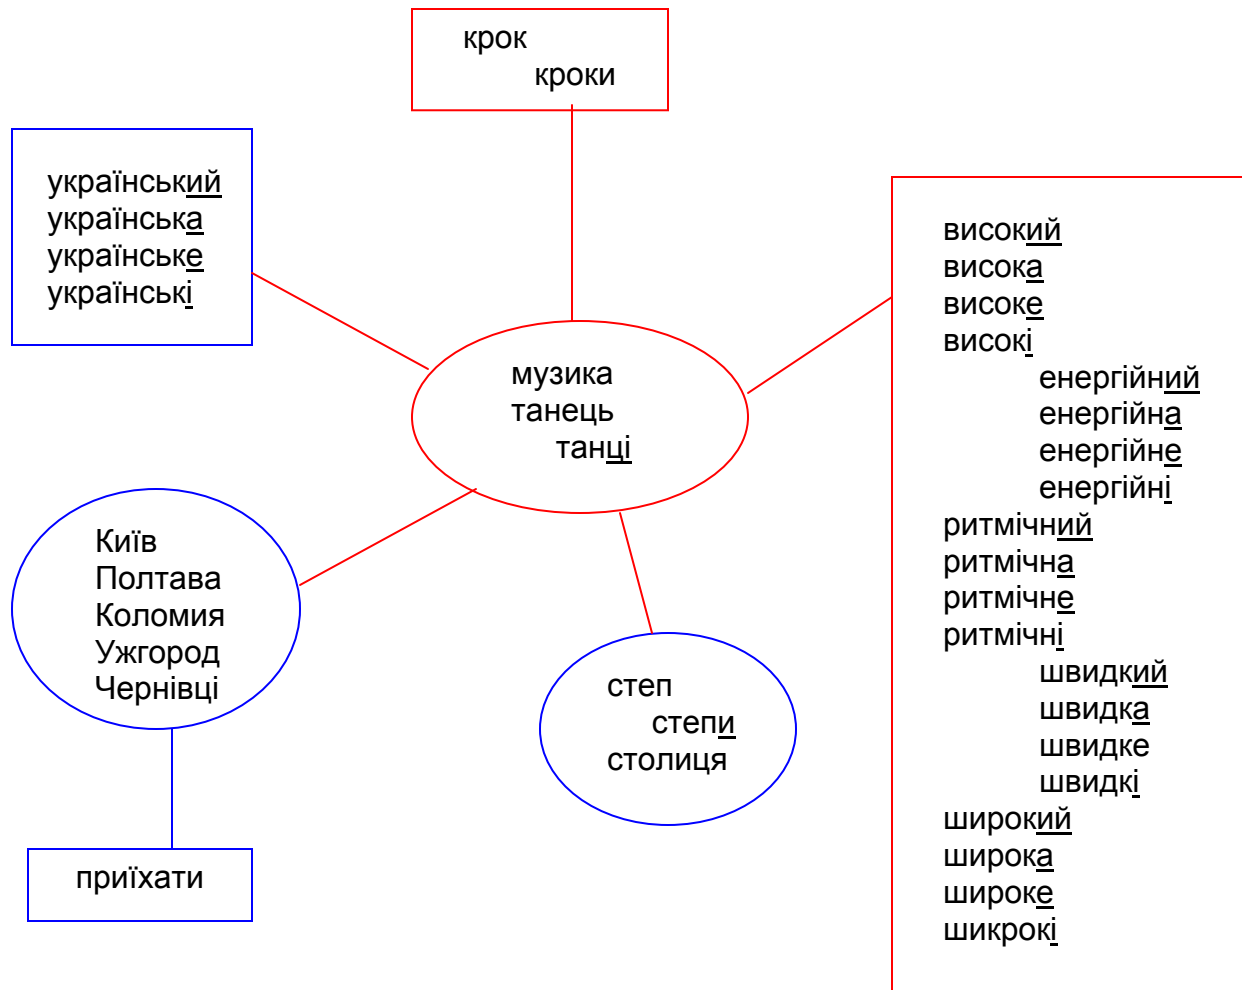 крок
кроки
український
українська
українське
українські
музика
танець
танці
високий
висока
високе
високі
енергійний
енергійна
енергійне
енергійні
ритмічний
ритмічна
ритмічне
ритмічні
швидкий
швидка
швидке
швидкі
широкий
широка
широке
шикрокі
Київ
Полтава
Коломия
Ужгород
Чернівці
степ
степи
столиця
приїхати